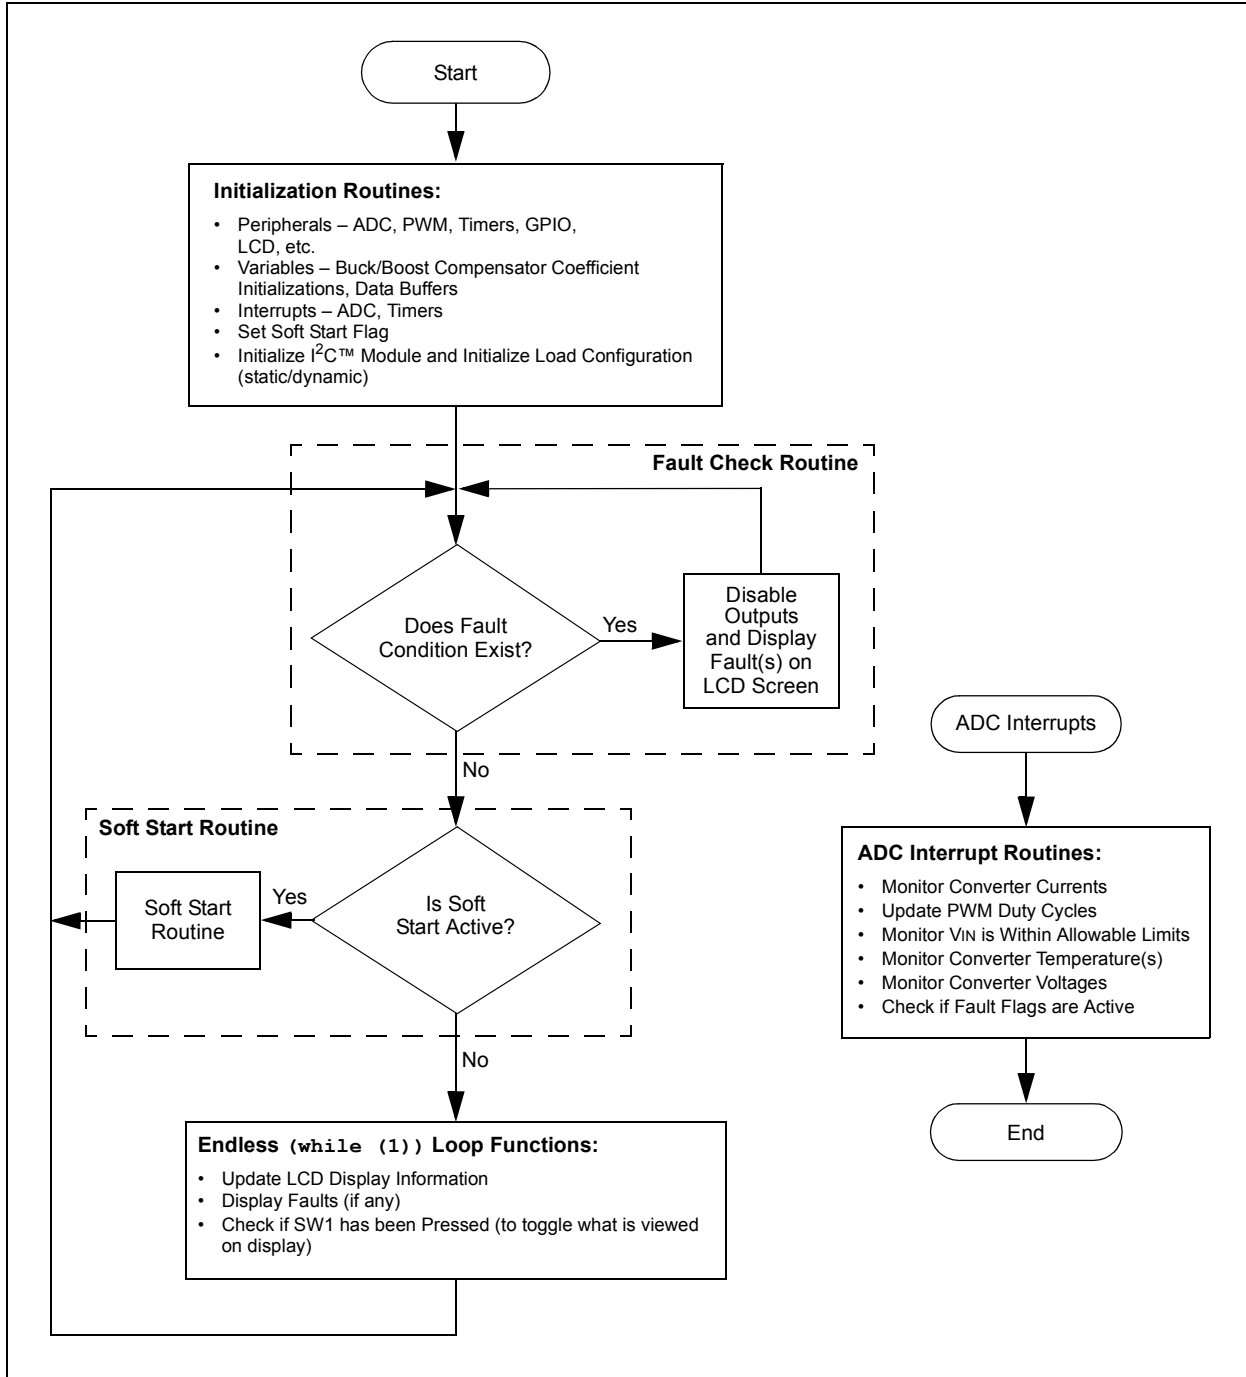 Start
Initialization Routines:
• Peripherals – ADC, PWM, Timers, GPIO,
LCD, etc.
• Variables – Buck/Boost Compensator Coefficient
Initializations, Data Buffers
• Interrupts – ADC, Timers
• Set Soft Start Flag
• Initialize I²C™ Module and Initialize Load Configuration
(static/dynamic)
Fault Check Routine
Does Fault
Condition Exist?
Yes
Disable
Outputs
and Display
Fault(s) on
LCD Screen
No
Soft Start Routine
Is Soft
Start Active?
Yes
Soft Start
Routine
No
Endless (while (1)) Loop Functions:
• Update LCD Display Information
• Display Faults (if any)
• Check if SW1 has been Pressed (to toggle what is viewed
on display)
ADC Interrupts
ADC Interrupt Routines:
• Monitor Converter Currents
• Update PWM Duty Cycles
• Monitor VIN is Within Allowable Limits
• Monitor Converter Temperature(s)
• Monitor Converter Voltages
• Check if Fault Flags are Active
End